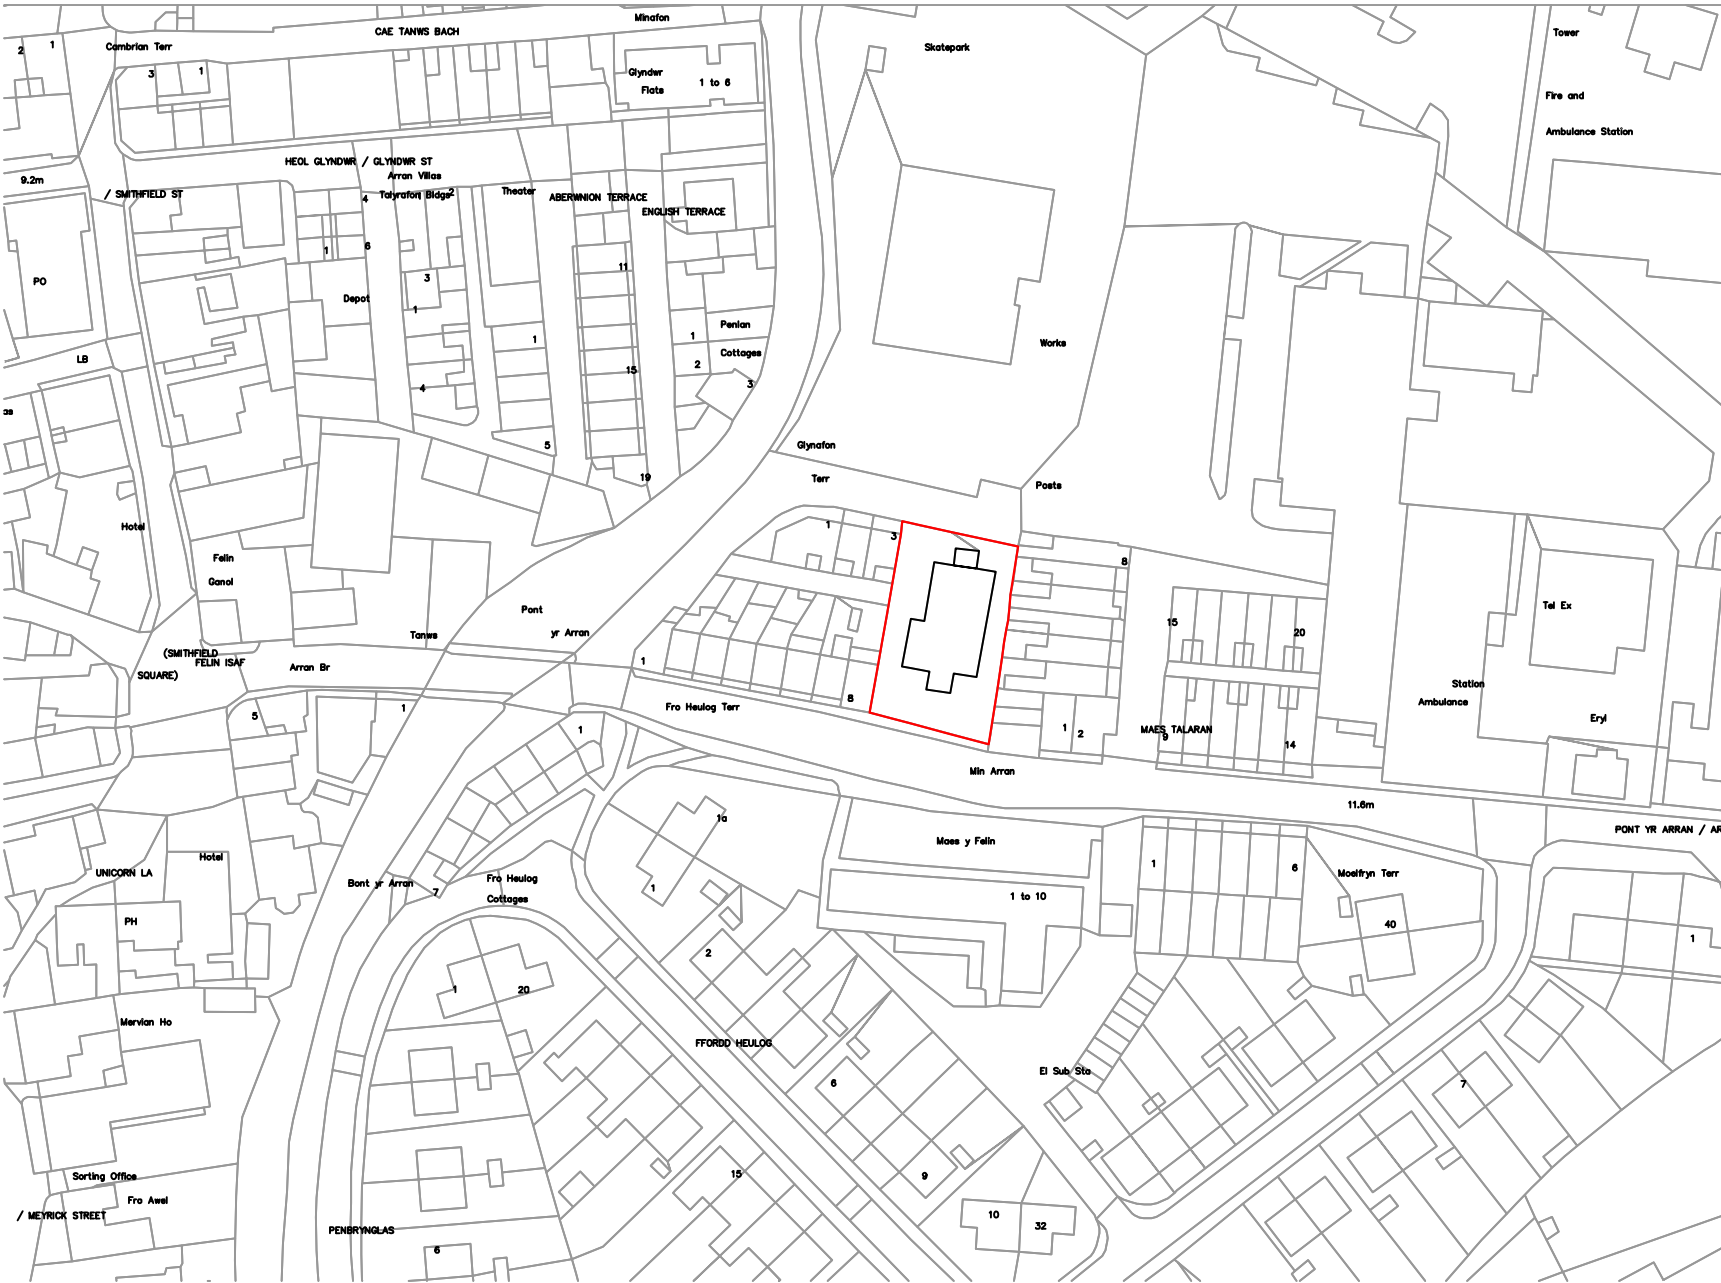 Minafon
CAE TANWS BACH
Tower
Cambrian Terr
Skatepark
2
1
3
1
Glyndwr
Flats
1 to 6
Fire and
Ambulance Station
HEOL GLYNDWR / GLYNDWR ST
Arran Villas
9.2m
/ SMITHFIELD ST
4
Talyrafon Bldgs
2
Theater
ABERWNION TERRACE
ENGLISH TERRACE
1
6
11
PO
3
Depot
1
Penlan
Cottages
1
1
2
3
Works
LB
15
4
as
5
19
Glynafon
Terr
Posts
Hotel
1
3
Felin
Ganol
8
Tel Ex
Pont
yr Arran
15
20
Tanws
(SMITHFIELD
SQUARE)
FELIN ISAF
Arran Br
1
8
Station
Ambulance
Fro Heulog Terr
5
1
1
1
2
MAES TALARAN
9
14
Eryl
Min Arran
11.6m
1a
PONT YR ARRAN / AR
Maes y Felin
Hotel
UNICORN LA
Bont yr Arran
7
Fro Heulog
Cottages
1
1 to 10
1
6
Moelfryn Terr
PH
40
1
2
1
20
Mervian Ho
FFORDD HEULOG
El Sub Sta
6
7
Sorting Office
Fro Awel
/ MEYRICK STREET
15
9
10
32
PENBRYNGLAS
6